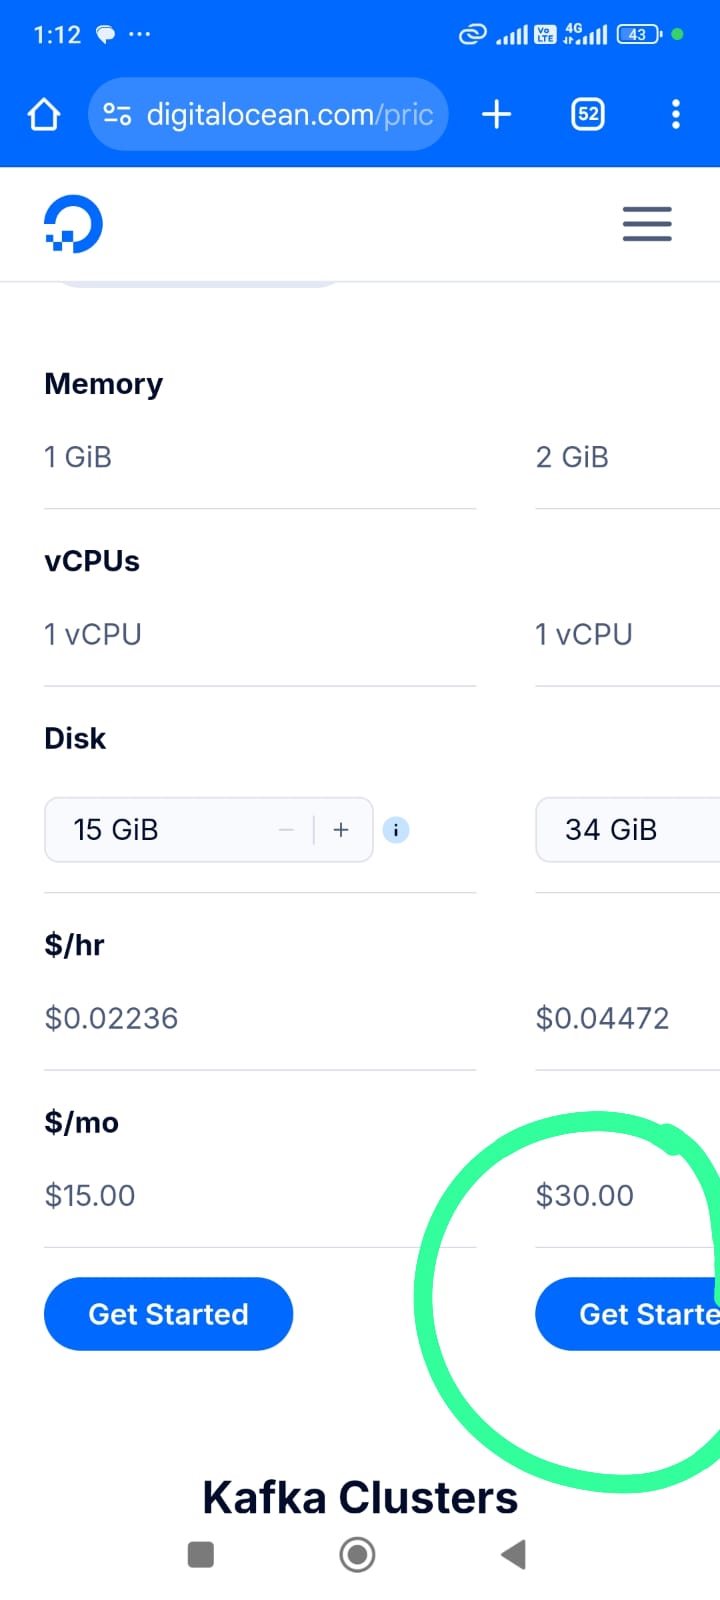 1:12 ... Vo LTE 4G 43
digitalocean.com/pric 52
Memory
1 GiB 2 GiB
vCPUs
1 vCPU 1 vCPU
Disk
15 GiB − + i 34 GiB
$/hr
$0.02236 $0.04472
$/mo
$15.00 $30.00
Get Started Get Starte
Kafka Clusters